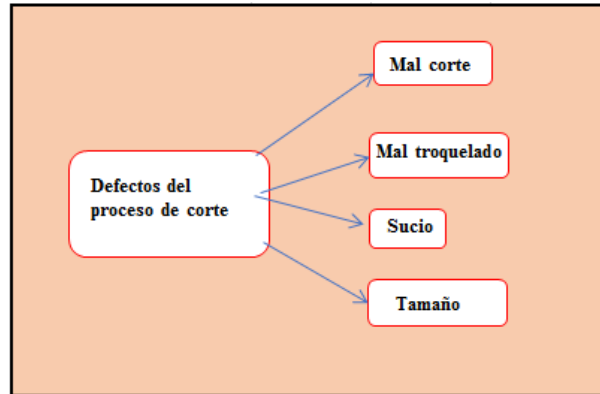 Mal corte
Mal troquelado
Defectos del
proceso de corte
Sucio
Tamaño